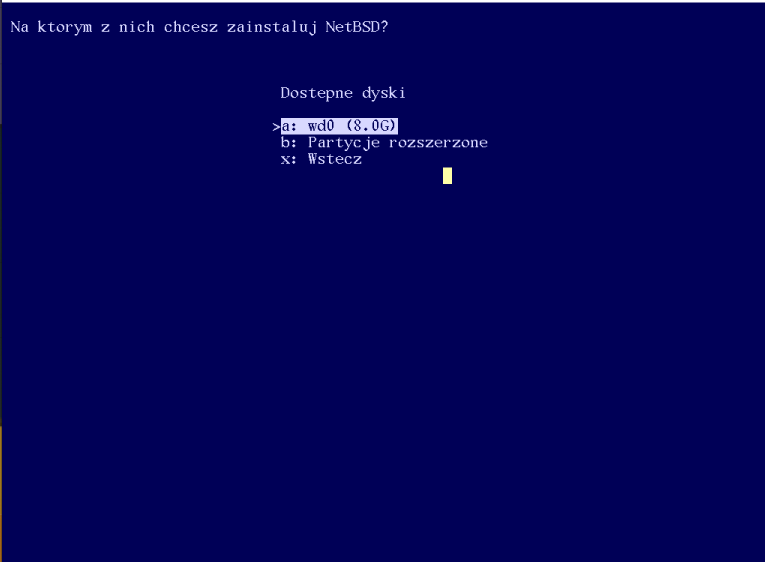 Na ktorym z nich chcesz zainstaluj NetBSD?
Dostepne dyski
>a: wd0 (8.0G)
b: Partycje rozszerzone
x: Wstecz